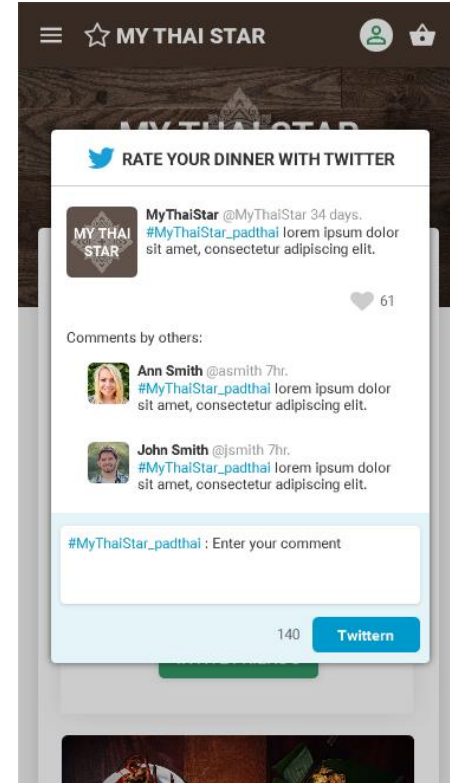 MY THAI STAR
RATE YOUR DINNER WITH TWITTER
MY THAI
STAR
MyThaiStar @MyThaiStar 34 days.
#MyThaiStar_padthai lorem ipsum dolor
sit amet, consectetur adipiscing elit.
61
Comments by others:
Ann Smith @asmith 7hr.
#MyThaiStar_padthai lorem ipsum dolor
sit amet, consectetur adipiscing elit.
John Smith @jsmith 7hr.
#MyThaiStar_padthai lorem ipsum dolor
sit amet, consectetur adipiscing elit.
#MyThaiStar_padthai : Enter your comment
140
Twittern